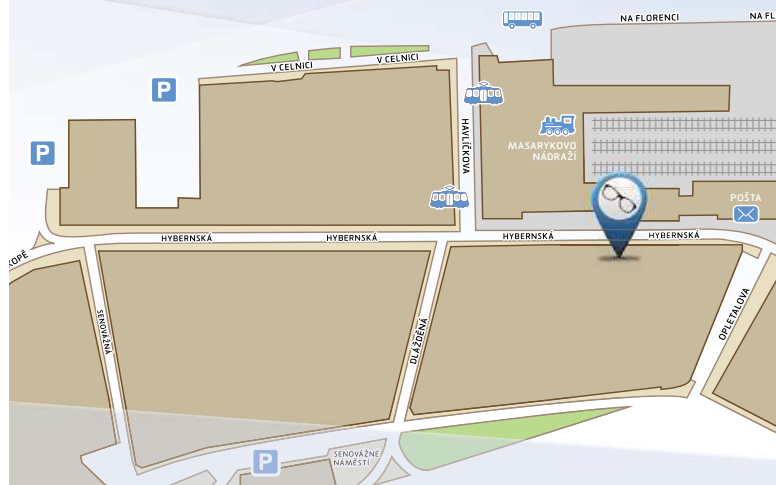 NA FLORENCI
NA FL
V CELNICI
V CELNICI
P
HAVLÍČKOVA
MASARYKOVO
NÁDRAŽÍ
P
POŠTA
HYBERNSKÁ
HYBERNSKÁ
HYBERNSKÁ
HYBERNSKÁ
KOPĚ
SENOVÁŽNÁ
DLÁŽDĚNÁ
OPLETALOVA
P
SENOVÁŽNÉ
NÁMĚSTÍ